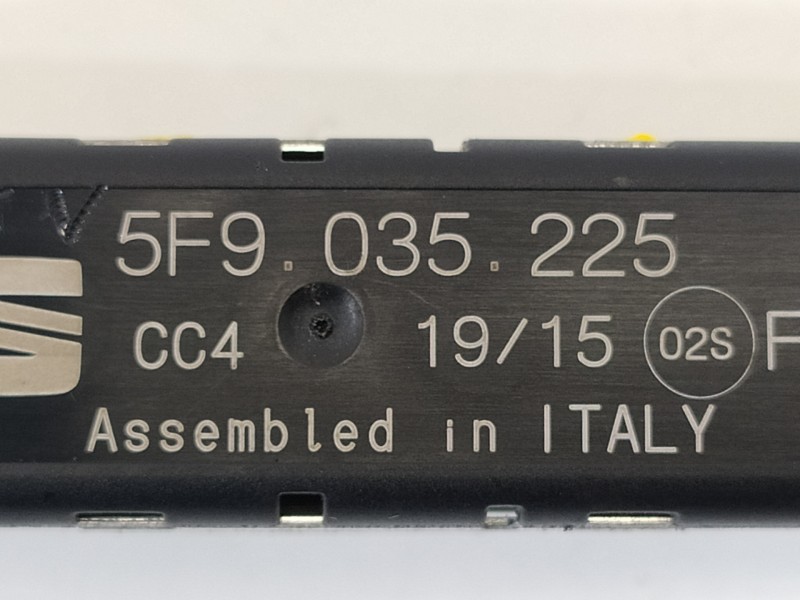 5F9.035.225
CC4 19/15 02S F
Assembled in ITALY